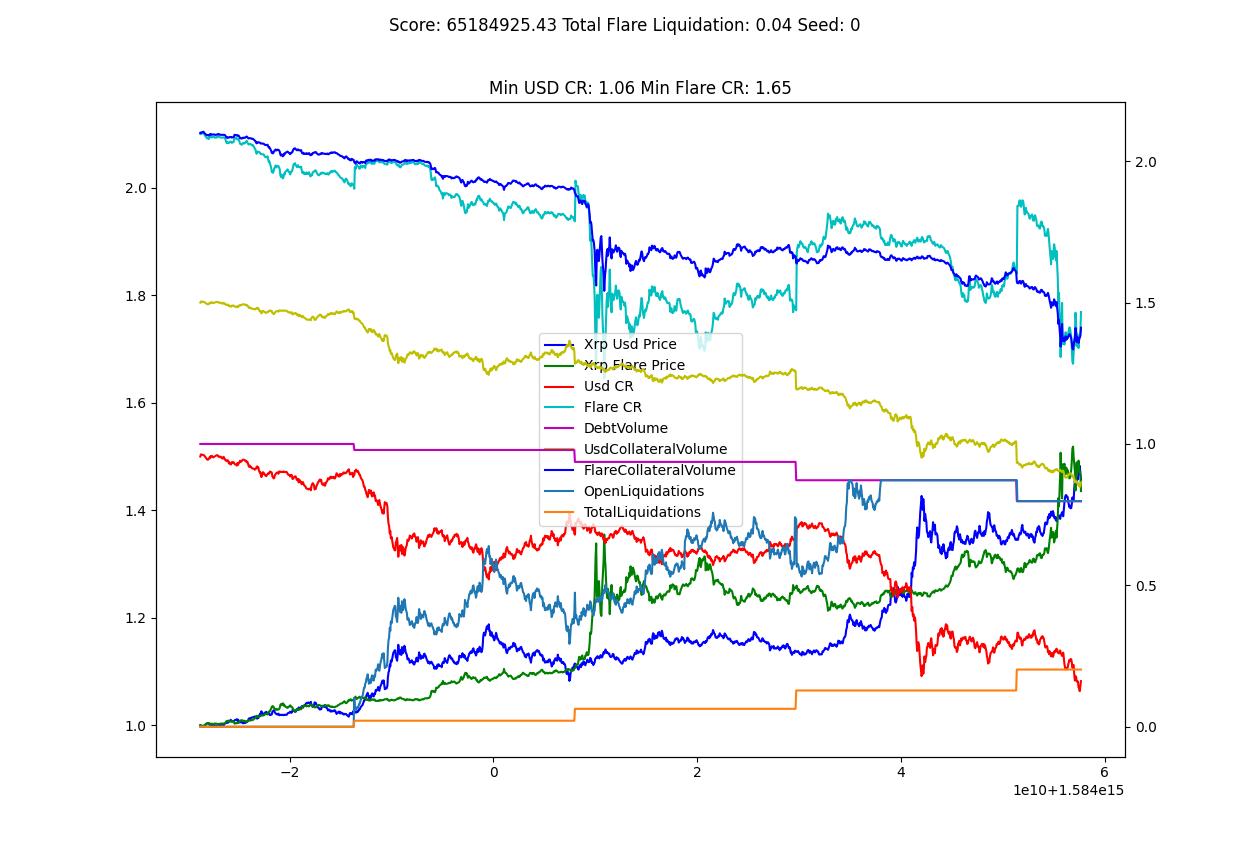 Score: 65184925.43 Total Flare Liquidation: 0.04 Seed: 0
Min USD CR: 1.06 Min Flare CR: 1.65
2.0
1.8
1.6
1.4
1.2
1.0
2.0
1.5
1.0
0.5
0.0
Xrp Usd Price
Xrp Flare Price
Usd CR
Flare CR
DebtVolume
UsdCollateralVolume
FlareCollateralVolume
OpenLiquidations
TotalLiquidations
−2 0 2 4 6
1e10+1.584e15